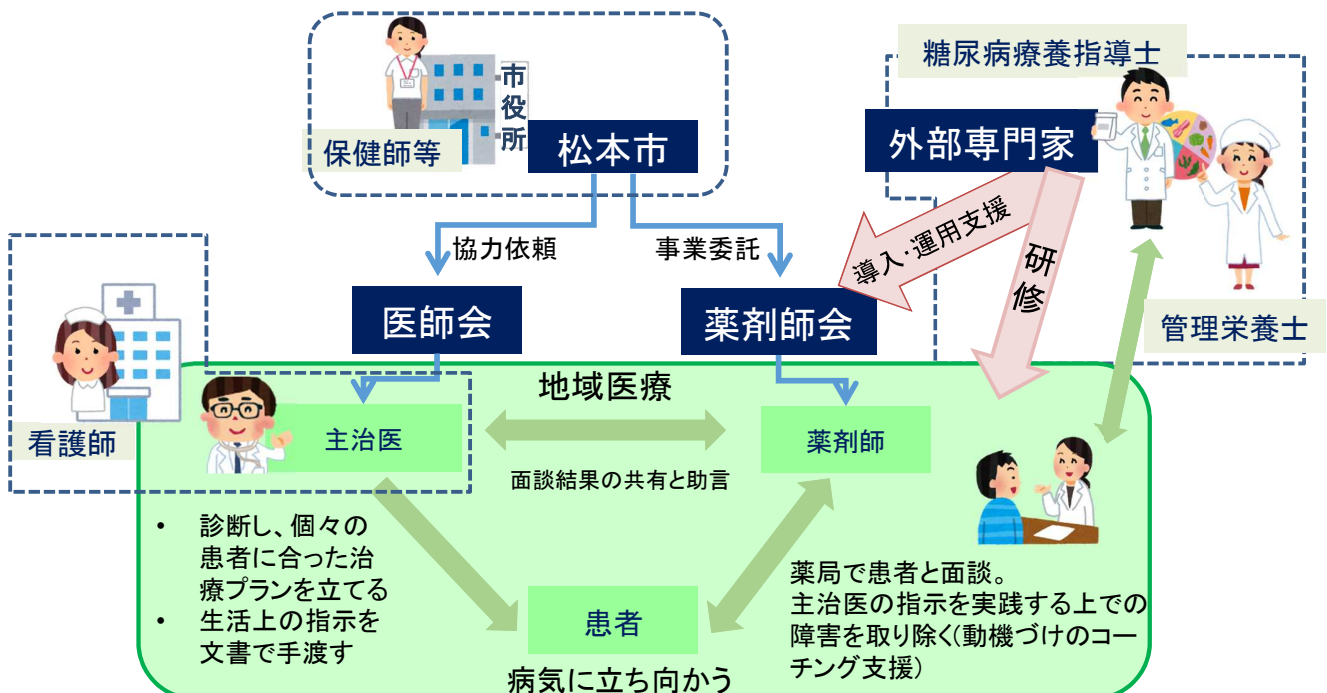 糖尿病療養指導士
市役所
保健師等
松本市
外部専門家
協力依頼
事業委託
導入・運用支援
研修
医師会
薬剤師会
管理栄養士
地域医療
看護師
主治医
薬剤師
面談結果の共有と助言
• 診断し、個々の
患者に合った治
療プランを立てる
• 生活上の指示を
文書で手渡す
薬局で患者と面談。
主治医の指示を実践する上での
障害を取り除く(動機づけのコー
チング支援)
患者
病気に立ち向かう